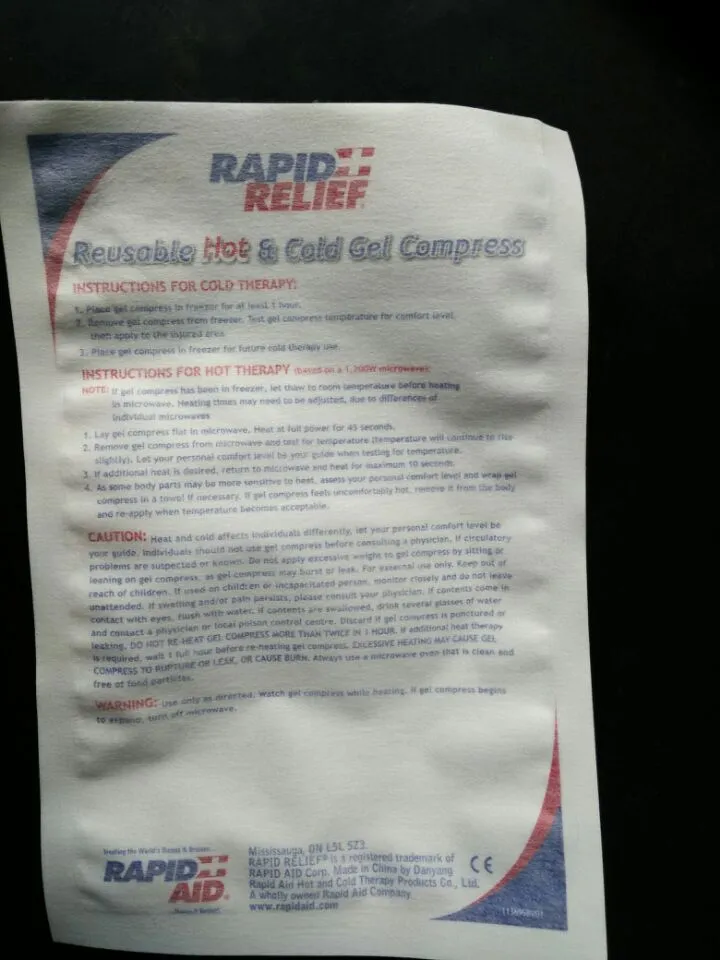 RAPID
RELIEF
Reusable Hot & Cold Gel Compress
INSTRUCTIONS FOR COLD THERAPY:
1. Place gel compress in freezer for at least 1 hour.
2. Remove gel compress from freezer. Test gel compress temperature for comfort level,
then apply to the injured area
3. Place gel compress in freezer for future cold therapy use.
INSTRUCTIONS FOR HOT THERAPY (based on a 1,200W microwave):
NOTE: If gel compress has been in freezer, let thaw to room temperature before heating
in microwave. Heating times may need to be adjusted, due to differences of
individual microwaves
1. Lay gel compress flat in microwave. Heat at full power for 45 seconds.
2. Remove gel compress from microwave and test for temperature (temperature will continue to rise
slightly). Let your personal comfort level be your guide when testing for temperature.
3. If additional heat is desired, return to microwave and heat for maximum 10 seconds.
4. As some body parts may be more sensitive to heat, assess your personal comfort level and wrap gel
compress in a towel if necessary. If gel compress feels uncomfortably hot, remove it from the body
and re-apply when temperature becomes acceptable.
CAUTION: Heat and cold affects individuals differently, let your personal comfort level be
your guide. Individuals should not use gel compress before consulting a physician, if circulatory
problems are suspected or known. Do not apply excessive weight to gel compress by sitting or
leaning on gel compress, as gel compress may burst or leak. For external use only. Keep out of
reach of children. If used on children or incapacitated person, monitor closely and do not leave
unattended. If swelling and/or pain persists, please consult your physician. If contents come in
contact with eyes, flush with water, if contents are swallowed, drink several glasses of water
and contact a physician or local poison control centre. Discard if gel compress is punctured or
leaking. DO NOT RE-HEAT GEL COMPRESS MORE THAN TWICE IN 1 HOUR. If additional heat therapy
is required, wait 1 full hour before re-heating gel compress. EXCESSIVE HEATING MAY CAUSE GEL
COMPRESS TO RUPTURE OR LEAK, OR CAUSE BURN. Always use a microwave oven that is clean and
free of food particles.
WARNING: Use only as directed. Watch gel compress while heating. If gel compress begins
to expand, turn off microwave.
Treating the World's Bumps & Bruises
RAPID
AID
Mississauga, ON L5L 5Z3
RAPID RELIEF® is a registered trademark of
RAPID AID Corp. Made in China by Danyang
Rapid Aid Hot and Cold Therapy Products Co., Ltd.
A wholly owned Rapid Aid Company
www.rapidaid.com
CE